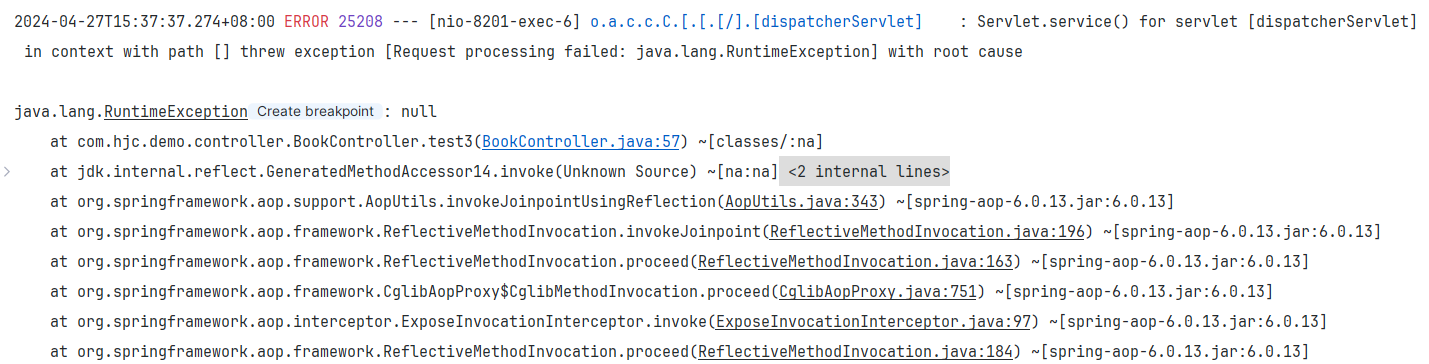 2024-04-27T15:37:37.274+08:00 ERROR 25208 --- [nio-8201-exec-6] o.a.c.c.C.[.[.[/].[dispatcherServlet]    : Servlet.service() for servlet [dispatcherServlet]
in context with path [] threw exception [Request processing failed: java.lang.RuntimeException] with root cause
java.lang.RuntimeException Create breakpoint : null
at com.hjc.demo.controller.BookController.test3(BookController.java:57) ~[classes/:na]
at jdk.internal.reflect.GeneratedMethodAccessor14.invoke(Unknown Source) ~[na:na] <2 internal lines>
at org.springframework.aop.support.AopUtils.invokeJoinpointUsingReflection(AopUtils.java:343) ~[spring-aop-6.0.13.jar:6.0.13]
at org.springframework.aop.framework.ReflectiveMethodInvocation.invokeJoinpoint(ReflectiveMethodInvocation.java:196) ~[spring-aop-6.0.13.jar:6.0.13]
at org.springframework.aop.framework.ReflectiveMethodInvocation.proceed(ReflectiveMethodInvocation.java:163) ~[spring-aop-6.0.13.jar:6.0.13]
at org.springframework.aop.framework.CglibAopProxy$CglibMethodInvocation.proceed(CglibAopProxy.java:751) ~[spring-aop-6.0.13.jar:6.0.13]
at org.springframework.aop.interceptor.ExposeInvocationInterceptor.invoke(ExposeInvocationInterceptor.java:97) ~[spring-aop-6.0.13.jar:6.0.13]
at org.springframework.aop.framework.ReflectiveMethodInvocation.proceed(ReflectiveMethodInvocation.java:184) ~[spring-aop-6.0.13.jar:6.0.13]